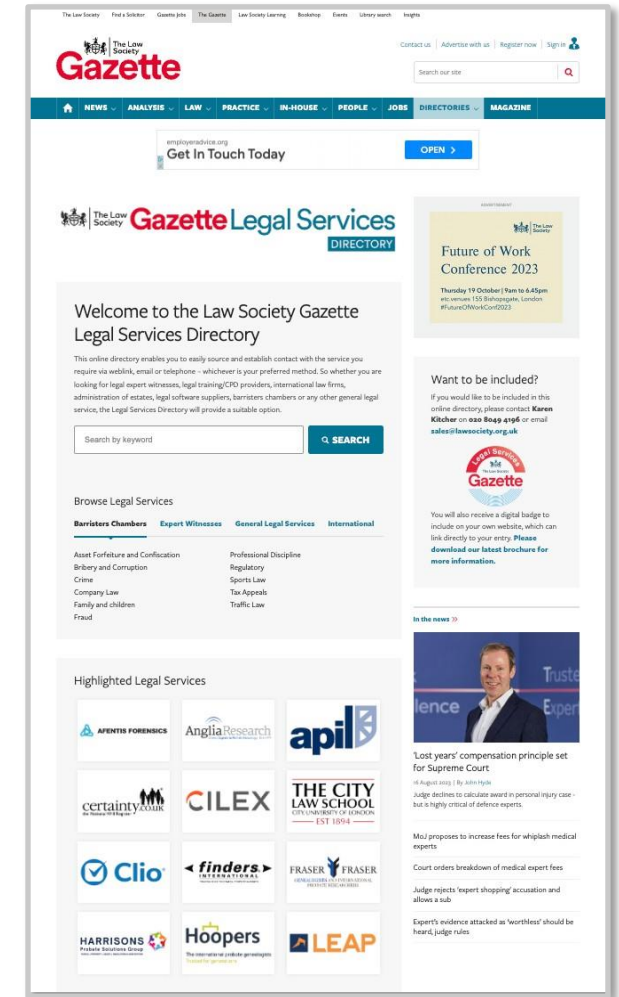 The Law Society Find a Solicitor Gazette Jobs The Gazette Law Society Learning Bookshop Events Library search Insights
The Law Society
Gazette
Contact us Advertise with us Register now Sign in
Search our site
NEWS ANALYSIS LAW PRACTICE IN-HOUSE PEOPLE JOBS DIRECTORIES MAGAZINE
employeradvice.org
Get In Touch Today
OPEN
The Law Society Gazette Legal Services
DIRECTORY
ADVERTISEMENT
The Law Society
Future of Work
Conference 2023
Thursday 19 October | 9am to 6.45pm
etc.venues 155 Bishopsgate, London
#FutureOfWorkConf2023
Welcome to the Law Society Gazette
Legal Services Directory
This online directory enables you to easily source and establish contact with the service you
require via weblink, email or telephone – whichever is your preferred method. So whether you are
looking for legal expert witnesses, legal training/CPD providers, international law firms,
administration of estates, legal software suppliers, barristers chambers or any other general legal
service, the Legal Services Directory will provide a suitable option.
Search by keyword
SEARCH
Browse Legal Services
Barristers Chambers Expert Witnesses General Legal Services International
Asset Forfeiture and Confiscation
Bribery and Corruption
Crime
Company Law
Family and children
Fraud
Professional Discipline
Regulatory
Sports Law
Tax Appeals
Traffic Law
Want to be included?
If you would like to be included in this
online directory, please contact Karen
Kitcher on 020 8049 4196 or email
sales@lawsociety.org.uk
Legal Services
Gazette
You will also receive a digital badge to
include on your own website, which can
link directly to your entry. Please
download our latest brochure for
more information.
In the news
Truste
lence
Exper
'Lost years' compensation principle set
for Supreme Court
16 August 2023 | By John Hyde
Judge declines to calculate award in personal injury case -
but is highly critical of defence experts.
MoJ proposes to increase fees for whiplash medical
experts
Court orders breakdown of medical expert fees
Judge rejects 'expert shopping' accusation and
allows a sub
Expert's evidence attacked as 'worthless' should be
heard, judge rules
Highlighted Legal Services
AFENTIS FORENSICS
Anglia Research
apil
certainty.co.uk
CILEX
THE CITY
LAW SCHOOL
CITY UNIVERSITY OF LONDON
EST 1894
Clio
finders
INTERNATIONAL
FRASER FRASER
HARRISONS
Probate Solutions Group
Hoopers
The international probate genealogists
LEAP